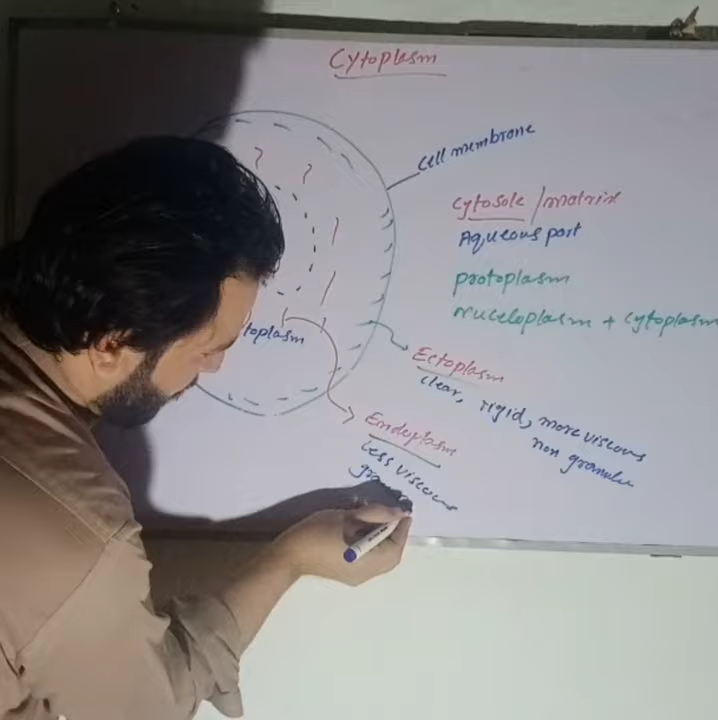 Cytoplasm
cell membrane
Cytosole / matrix
Aqueous part
protoplasm
nuceloplasm + cytoplasm
toplasm
Ectoplasm
clear, rigid, more viscous
non granular
Endoplasm
Less viscous